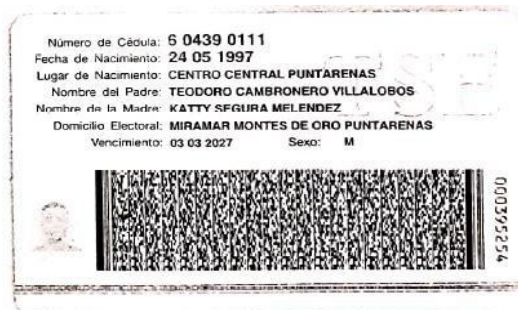 Número de Cédula: 6 0439 0111
Fecha de Nacimiento: 24 05 1997
Lugar de Nacimiento: CENTRO CENTRAL PUNTARENAS
Nombre del Padre: TEODORO CAMBRONERO VILLALOBOS
Nombre de la Madre: KATTY SEGURA MELENDEZ
Domicilio Electoral: MIRAMAR MONTES DE ORO PUNTARENAS
Vencimiento: 03 03 2027 Sexo: M
TSE
000395254